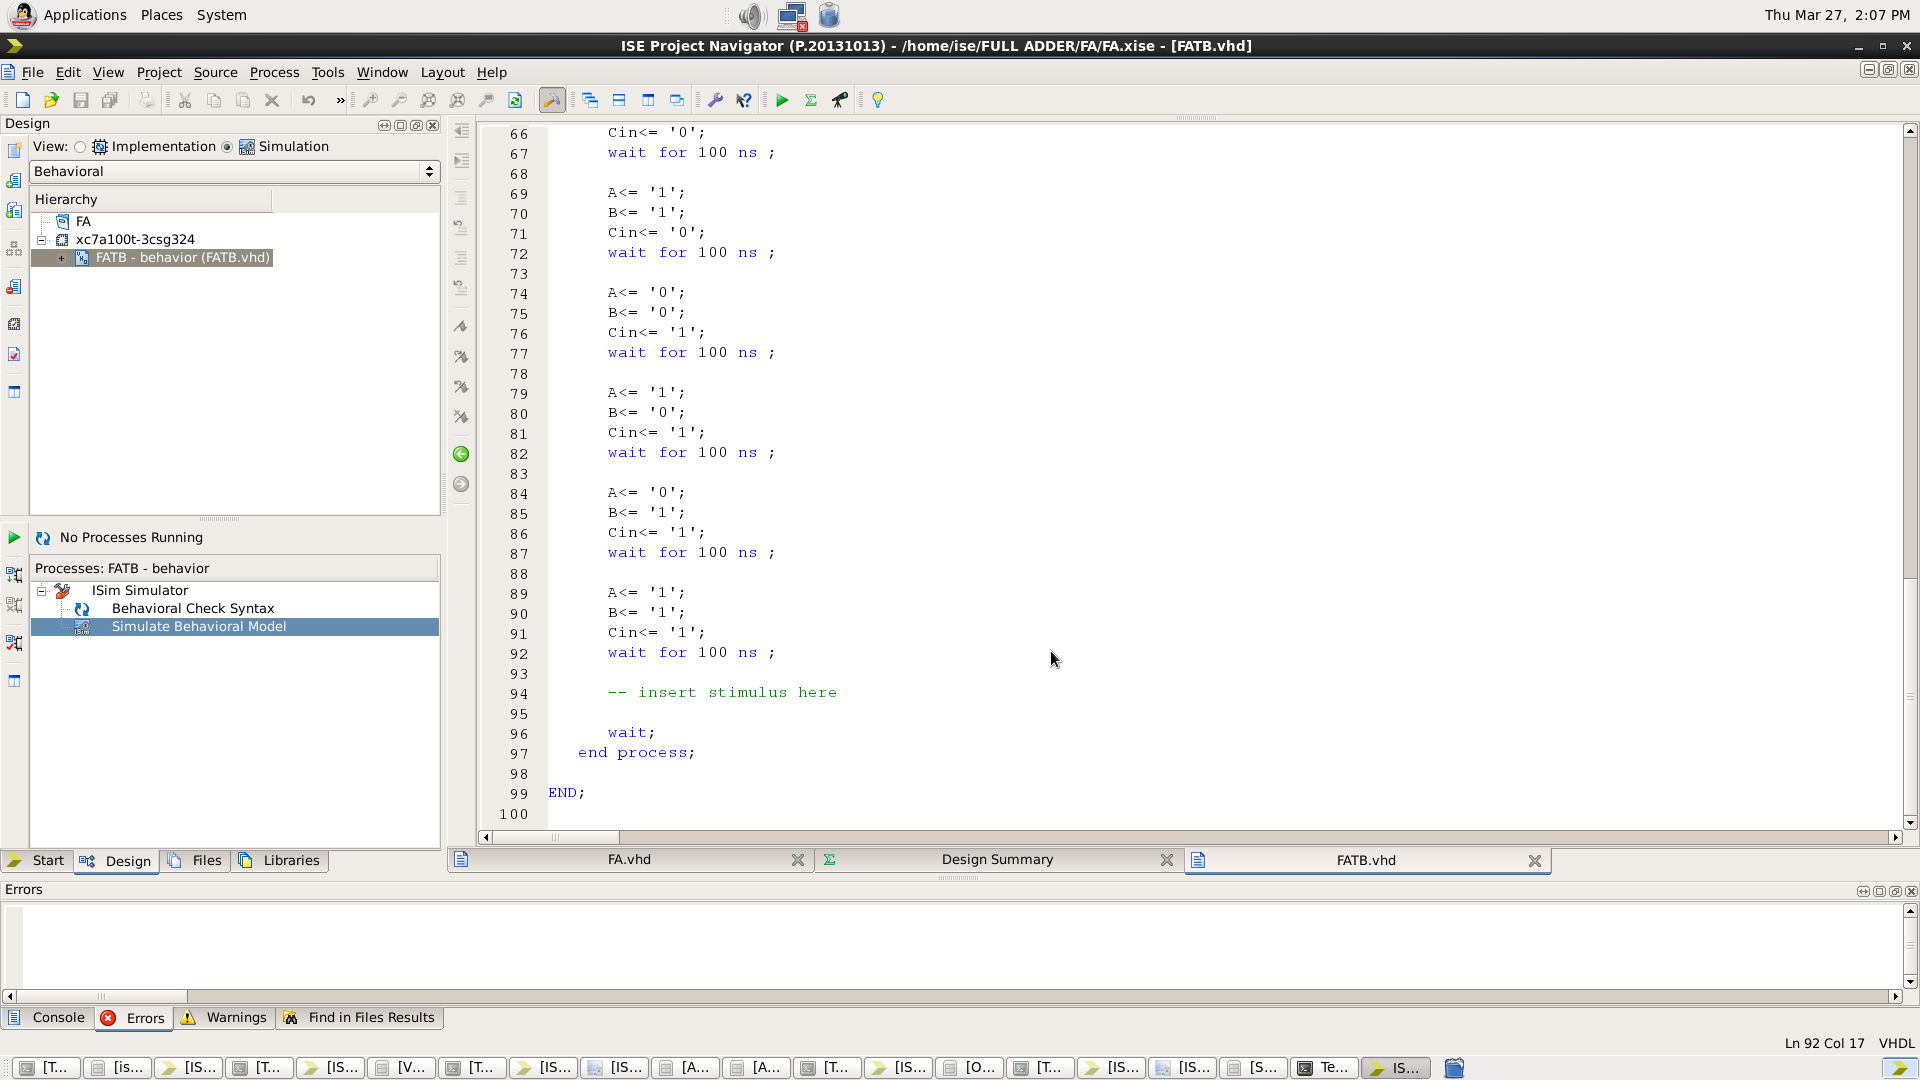 Applications Places System
Thu Mar 27, 2:07 PM
ISE Project Navigator (P.20131013) - /home/ise/FULL ADDER/FA/FA.xise - [FATB.vhd]
File Edit View Project Source Process Tools Window Layout Help
Design
View: Implementation Simulation
Behavioral
Hierarchy
FA
xc7a100t-3csg324
FATB - behavior (FATB.vhd)
No Processes Running
Processes: FATB - behavior
ISim Simulator
Behavioral Check Syntax
Simulate Behavioral Model
Start Design Files Libraries
66 Cin<= '0';
67 wait for 100 ns ;
68
69 A<= '1';
70 B<= '1';
71 Cin<= '0';
72 wait for 100 ns ;
73
74 A<= '0';
75 B<= '0';
76 Cin<= '1';
77 wait for 100 ns ;
78
79 A<= '1';
80 B<= '0';
81 Cin<= '1';
82 wait for 100 ns ;
83
84 A<= '0';
85 B<= '1';
86 Cin<= '1';
87 wait for 100 ns ;
88
89 A<= '1';
90 B<= '1';
91 Cin<= '1';
92 wait for 100 ns ;
93
94 -- insert stimulus here
95
96 wait;
97 end process;
98
99 END;
100
FA.vhd Design Summary FATB.vhd
Errors
Console Errors Warnings Find in Files Results
Ln 92 Col 17 VHDL
[T... [is... [IS... [T... [IS... [V... [T... [IS... [IS... [A... [A... [T... [IS... [O... [T... [IS... [IS... [S... Te... IS...